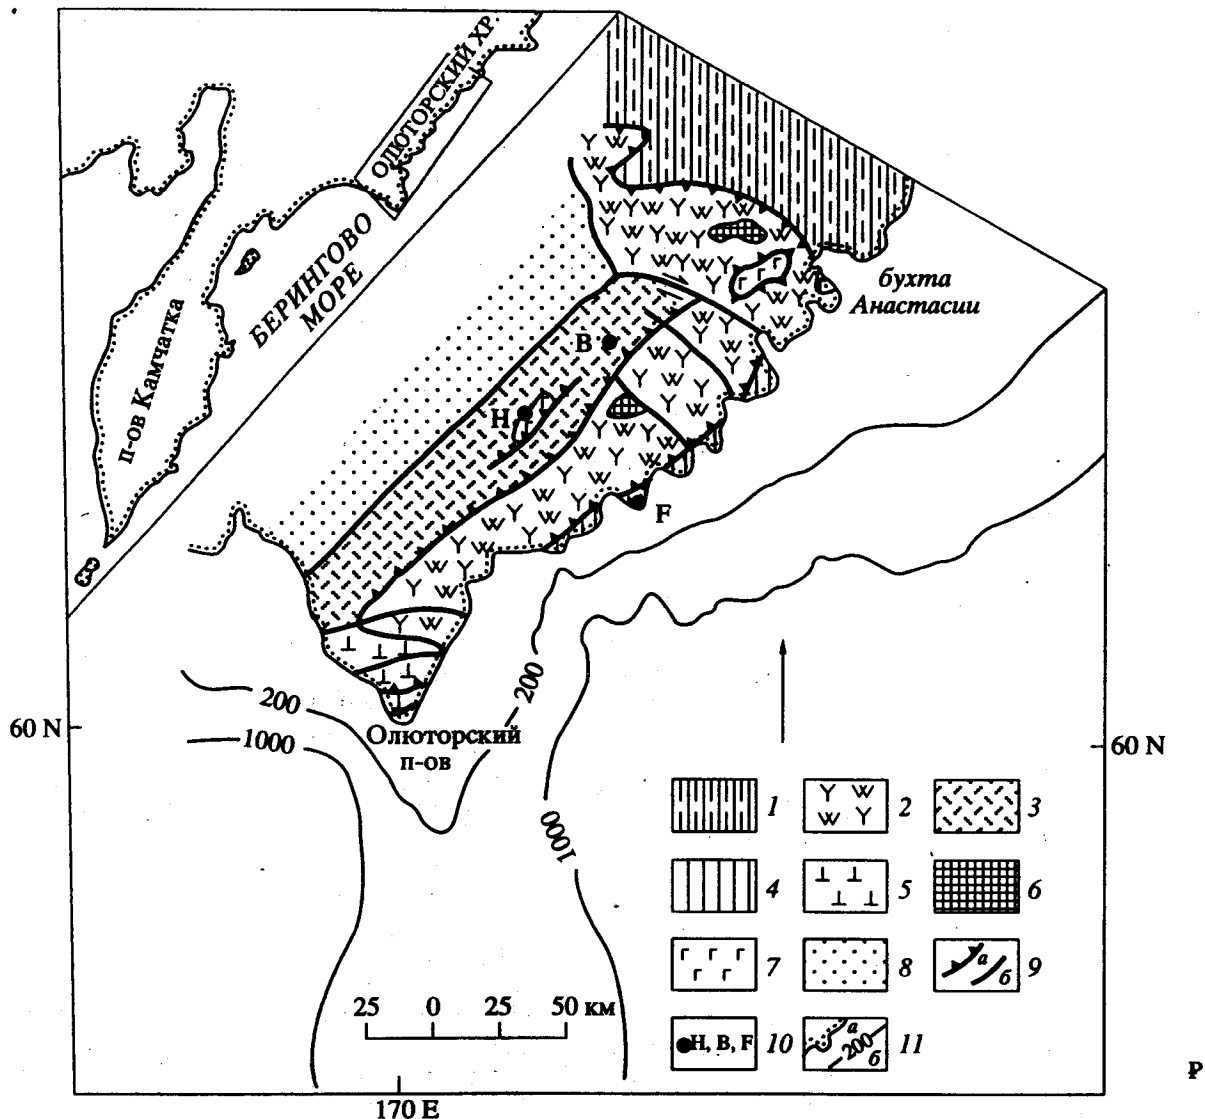 ОЛЮТОРСКИЙ ХР.
БЕРИНГОВО
МОРЕ
п-ов Камчатка
бухта
Анастасии
В
Н
F
200
200
1000
1000
60 N
60 N
Олюторский
п-ов
1
2
3
4
5
6
7
8
а
б
9
Н, В, F
10
а
200
б
11
25 0 25 50 км
170 E